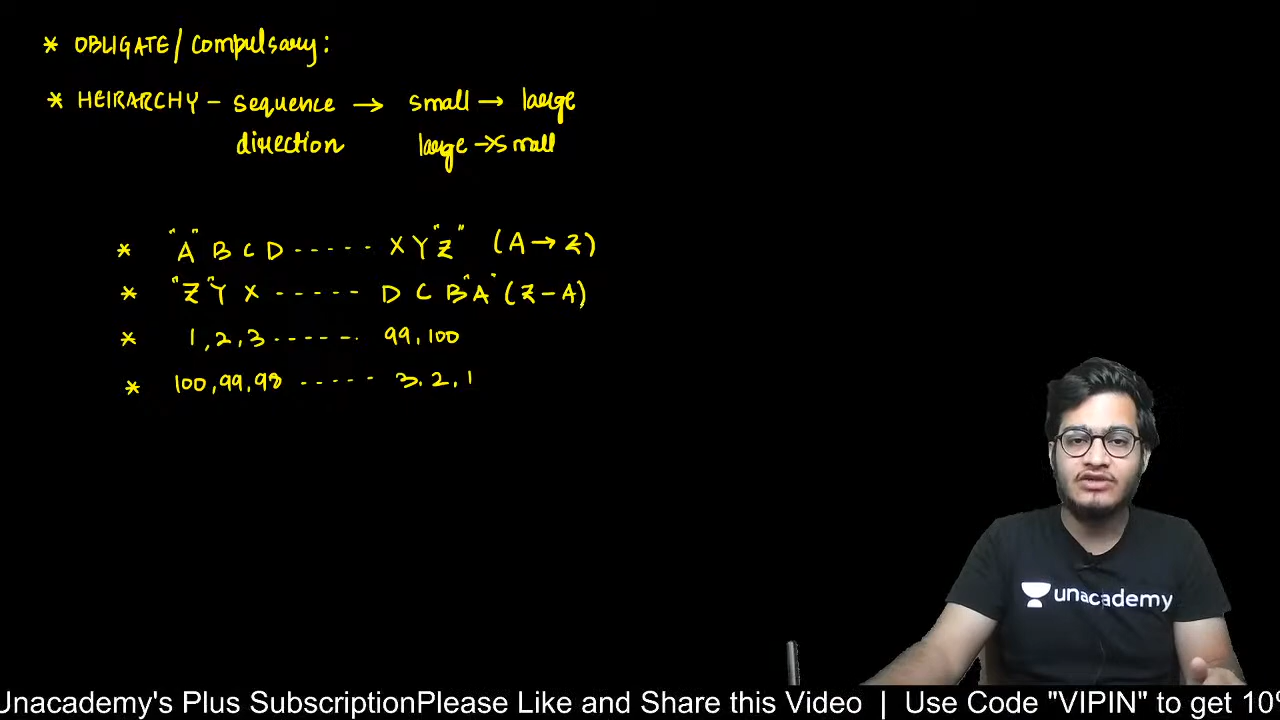 * OBLIGATE / Compulsary :
* HEIRARCHY - sequence → small → large
direction large → small
* "A" B C D ------ X Y "Z" (A → Z)
* "Z" Y X ------ D C B "A" (Z - A)
* 1, 2, 3 ------ 99, 100
* 100, 99, 98 ----- 3, 2, 1
unacademy
Unacademy's Plus SubscriptionPlease Like and Share this Video | Use Code "VIPIN" to get 10%